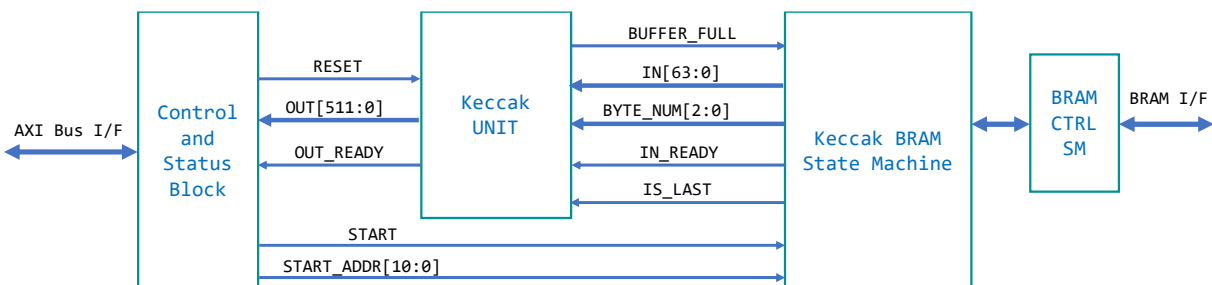 AXI Bus I/F
Control
and
Status
Block
RESET
OUT[511:0]
OUT_READY
Keccak
UNIT
BUFFER_FULL
IN[63:0]
BYTE_NUM[2:0]
IN_READY
IS_LAST
START
START_ADDR[10:0]
Keccak BRAM
State Machine
BRAM
CTRL
SM
BRAM I/F